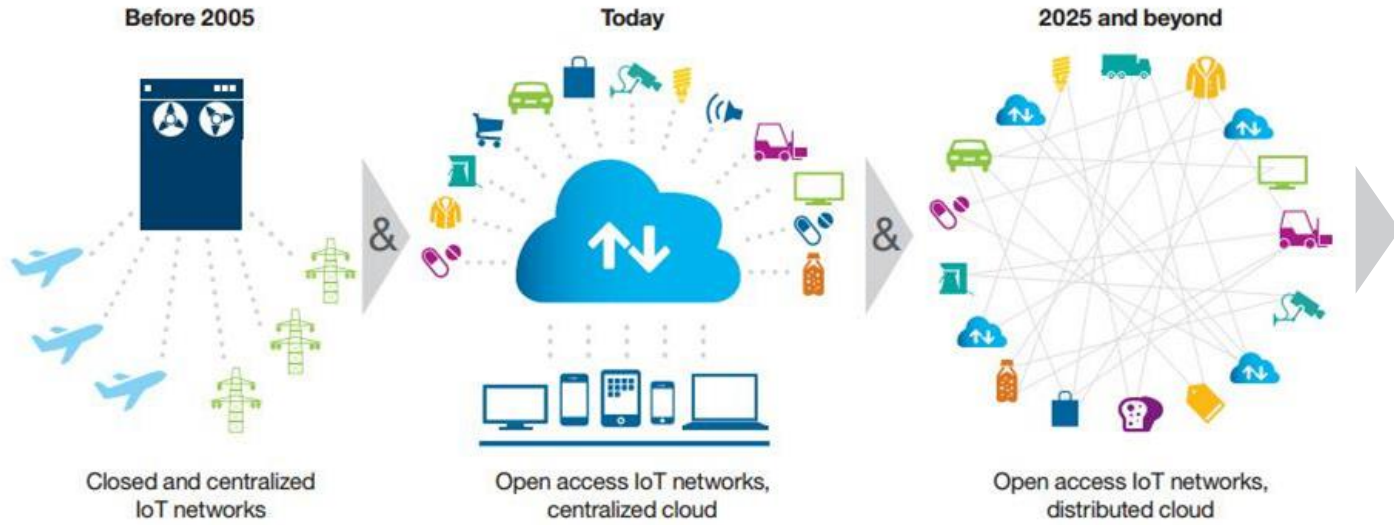 Before 2005
Today
2025 and beyond
&
&
Closed and centralized
IoT networks
Open access IoT networks,
centralized cloud
Open access IoT networks,
distributed cloud